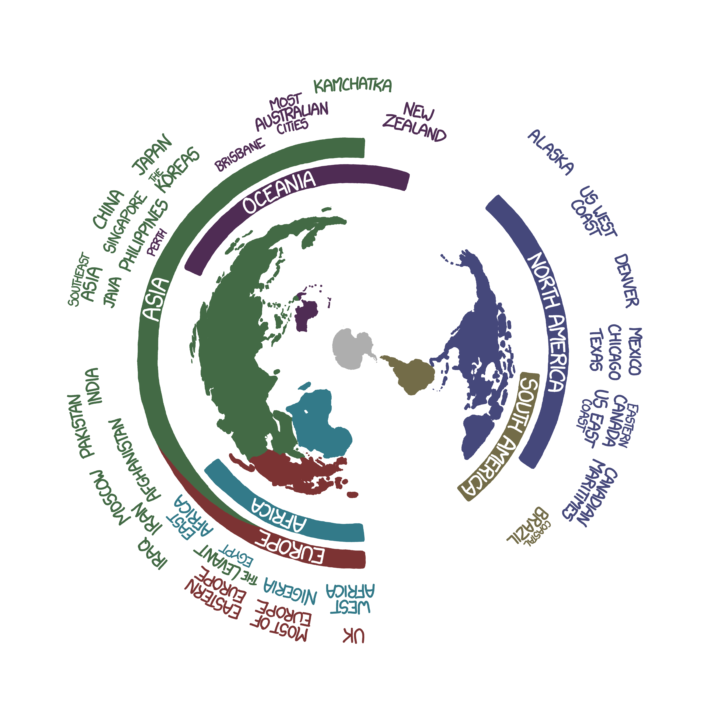 KAMCHATKA
MOST
AUSTRALIAN
CITIES
NEW
ZEALAND
BRISBANE
JAPAN
THE
KOREAS
CHINA
SINGAPORE
PHILIPPINES
PERTH
SOUTHEAST
ASIA
JAVA
INDIA
PAKISTAN
AFGHANISTAN
MOSCOW
IRAN
IRAQ
EAST
AFRICA
EGYPT
THE LEVANT
EASTERN
EUROPE
NIGERIA
MOST OF
EUROPE
WEST
AFRICA
UK
ALASKA
US WEST
COAST
DENVER
MEXICO
CHICAGO
TEXAS
EASTERN
CANADA
US EAST
COAST
CANADIAN
MARITIMES
COASTAL
BRAZIL
ASIA
OCEANIA
NORTH AMERICA
SOUTH AMERICA
AFRICA
EUROPE